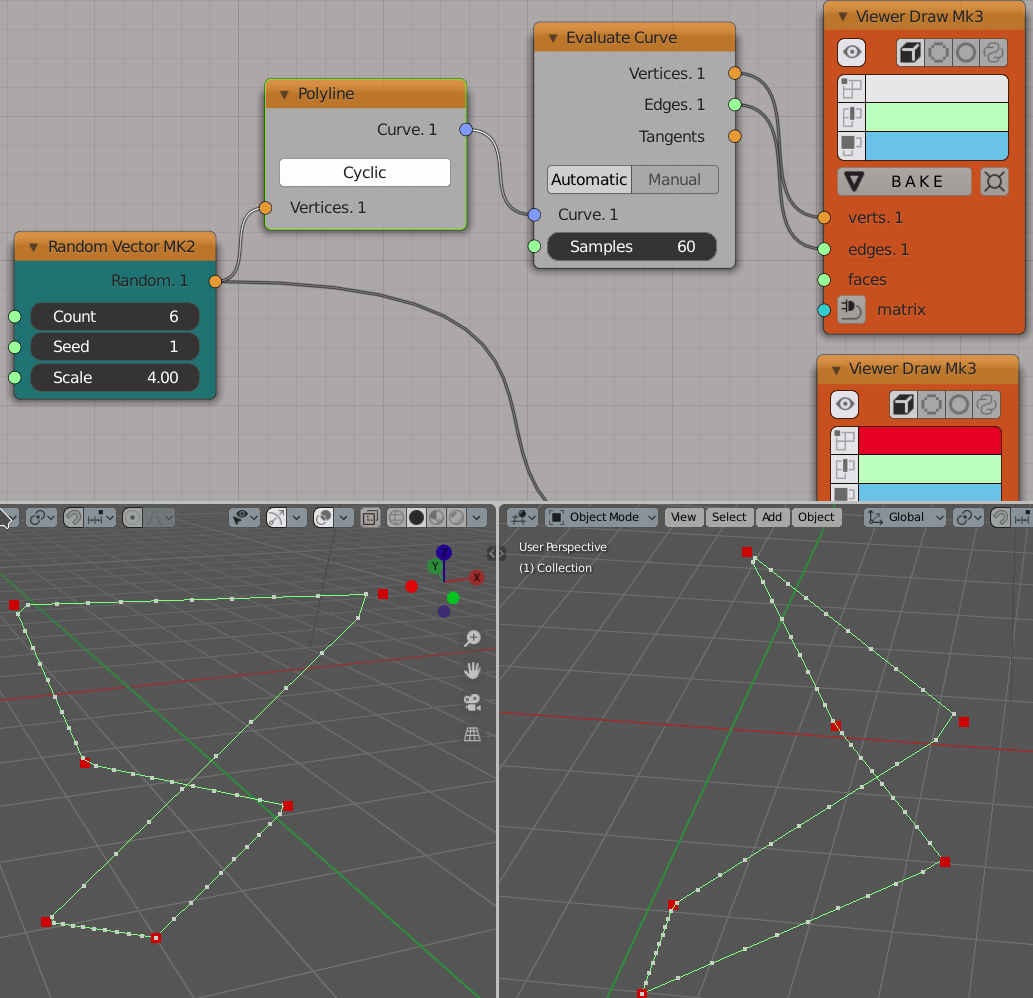 Viewer Draw Mk3
Evaluate Curve
Vertices. 1
Edges. 1
Tangents
Automatic Manual
Curve. 1
Samples 60
Polyline
Curve. 1
Cyclic
Vertices. 1
Random Vector MK2
Random. 1
Count 6
Seed 1
Scale 4.00
BAKE
verts. 1
edges. 1
faces
matrix
Viewer Draw Mk3
Z
Y
X
Object Mode View Select Add Object Global
User Perspective
(1) Collection